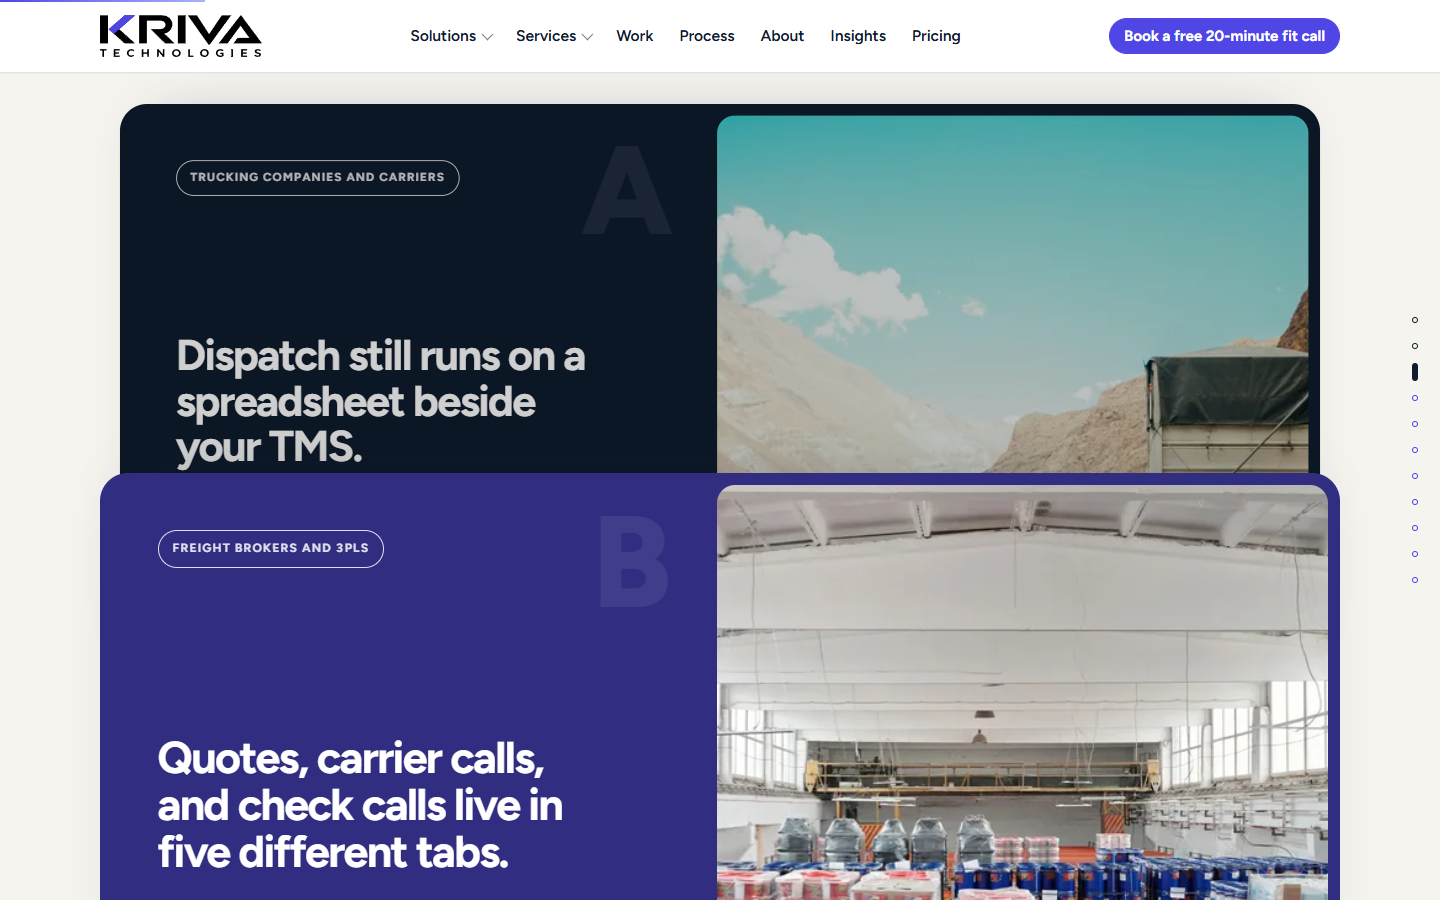 KRIVA
TECHNOLOGIES
Solutions
Services
Work
Process
About
Insights
Pricing
Book a free 20-minute fit call
TRUCKING COMPANIES AND CARRIERS
A
Dispatch still runs on a
spreadsheet beside
your TMS.
FREIGHT BROKERS AND 3PLS
B
Quotes, carrier calls,
and check calls live in
five different tabs.